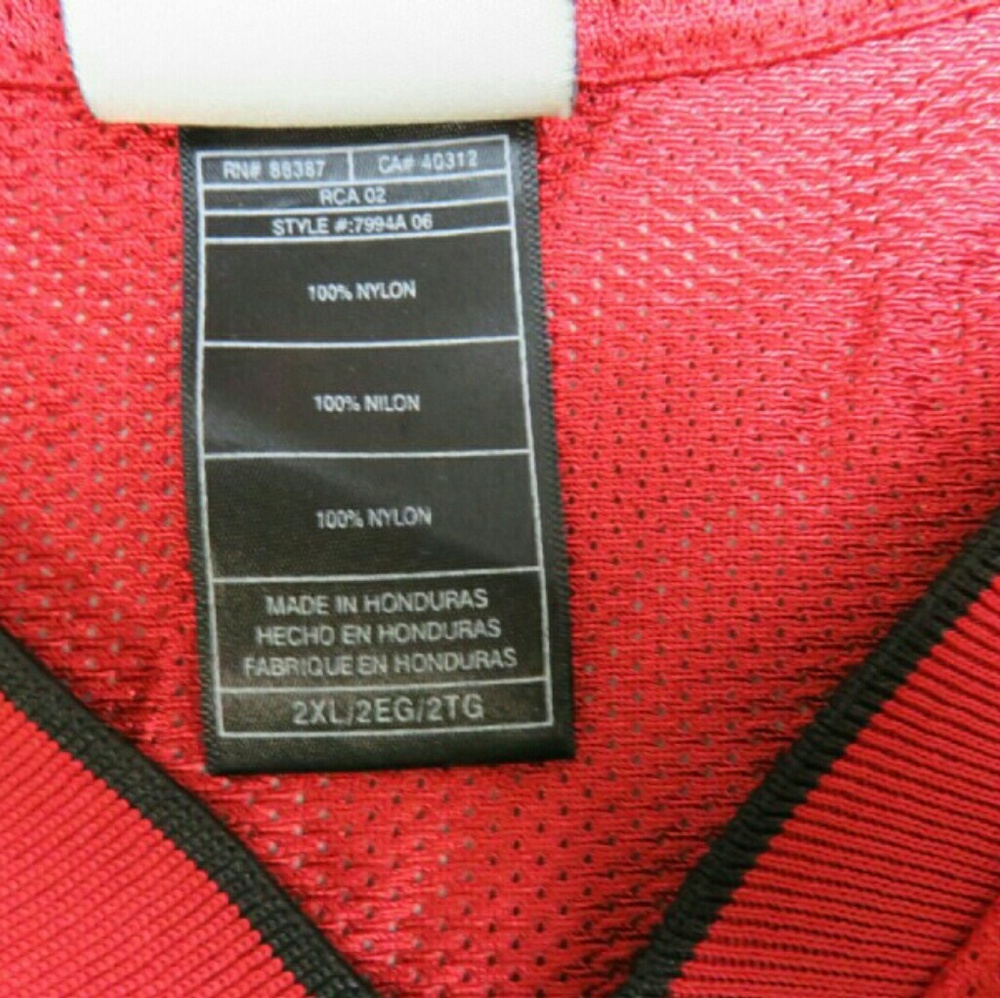 RN# 88387 CA# 40312
RCA 02
STYLE #:7994A 06
100% NYLON
100% NILON
100% NYLON
MADE IN HONDURAS
HECHO EN HONDURAS
FABRIQUE EN HONDURAS
2XL/2EG/2TG